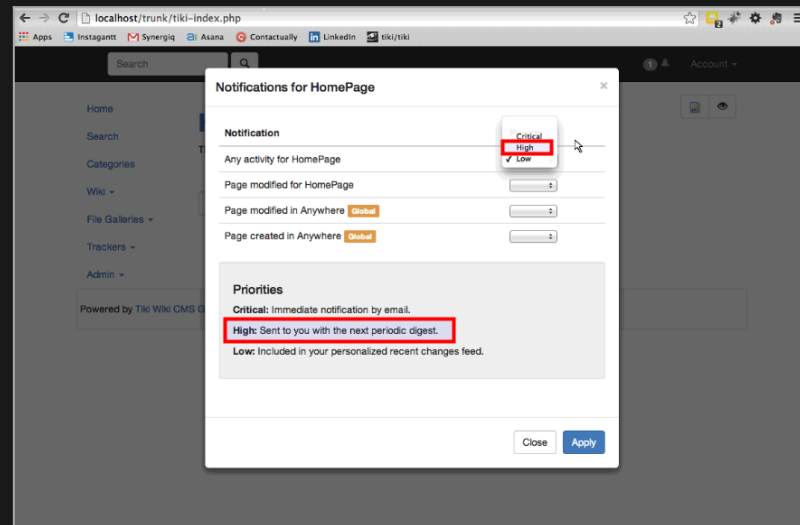 localhost/trunk/tiki-index.php
Apps Instagantt Synergiq Asana Contactually LinkedIn tiki/tiki
Search 1 Account
Notifications for HomePage ×
Home
Search
Categories
Wiki
File Galleries
Trackers
Admin
Powered by Tiki Wiki CMS G
Notification
Critical
High
✓ Low
Any activity for HomePage
Page modified for HomePage
Page modified in Anywhere Global
Page created in Anywhere Global
Priorities
Critical: Immediate notification by email.
High: Sent to you with the next periodic digest.
Low: Included in your personalized recent changes feed.
Close Apply